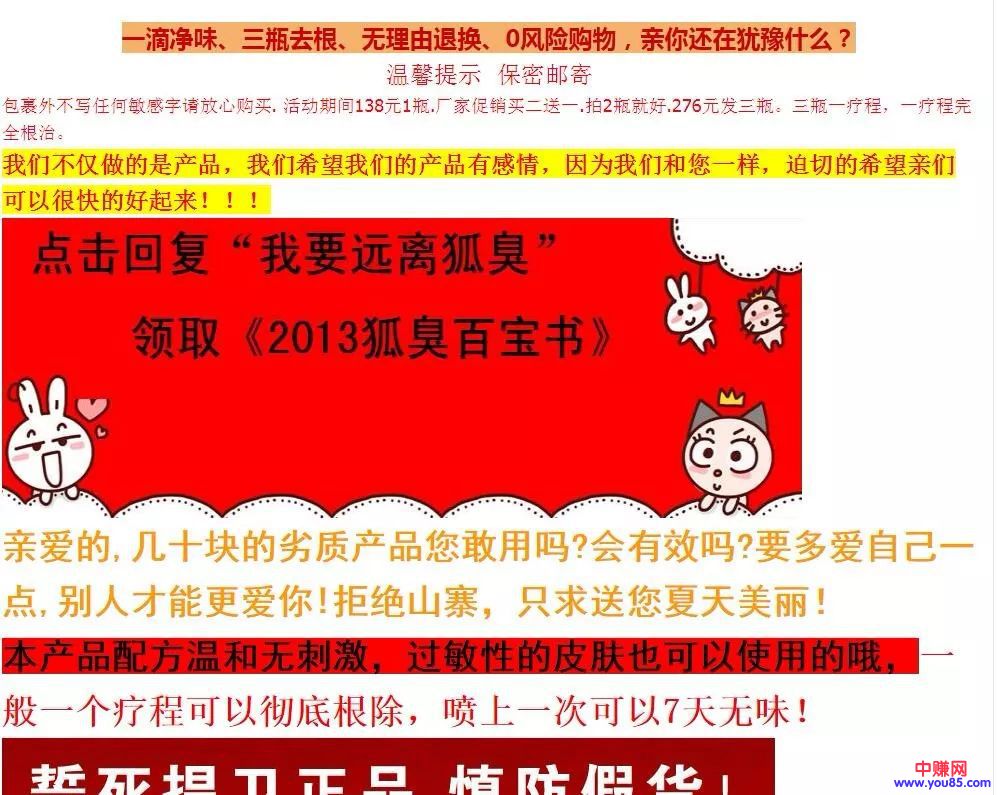 一滴净味、三瓶去根、无理由退换、0风险购物，亲你还在犹豫什么？
温馨提示 保密邮寄
包裹外不写任何敏感字请放心购买. 活动期间138元1瓶.厂家促销买二送一.拍2瓶就好.276元发三瓶。三瓶一疗程，一疗程完
全根治。
我们不仅做的是产品，我们希望我们的产品有感情，因为我们和您一样，迫切的希望亲们
可以很快的好起来！！！
点击回复“我要远离狐臭”
领取《2013狐臭百宝书》
亲爱的,几十块的劣质产品您敢用吗?会有效吗?要多爱自己一
点,别人才能更爱你!拒绝山寨，只求送您夏天美丽！
本产品配方温和无刺激，过敏性的皮肤也可以使用的哦，一
般一个疗程可以彻底根除，喷上一次可以7天无味！
誓死捍卫正品 慎防假货！
中赚网
www.you85.com